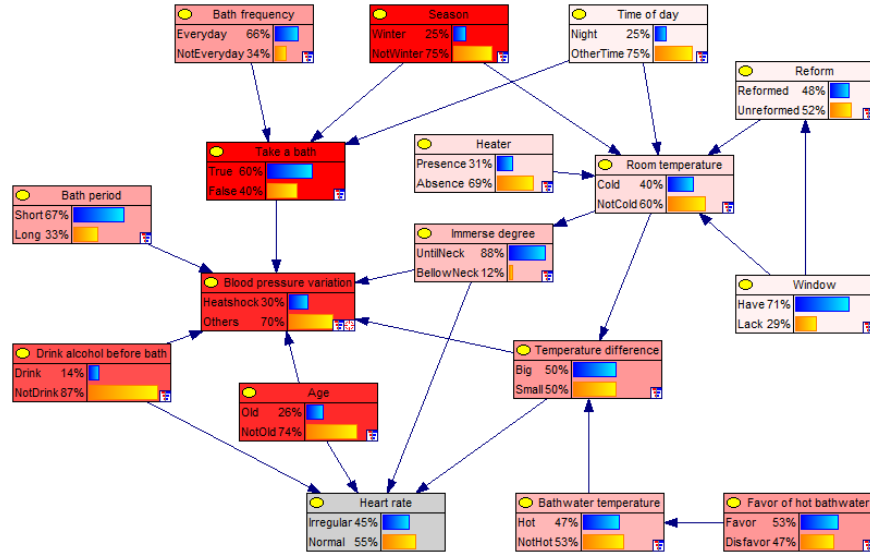 Bath frequency
Everyday 66%
NotEveryday 34%
Season
Winter 25%
NotWinter 75%
Time of day
Night 25%
OtherTime 75%
Reform
Reformed 48%
Unreformed 52%
Take a bath
True 60%
False 40%
Heater
Presence 31%
Absence 69%
Room temperature
Cold 40%
NotCold 60%
Bath period
Short 67%
Long 33%
Immerse degree
UntilNeck 88%
BellowNeck 12%
Blood pressure variation
Heatshock 30%
Others 70%
Window
Have 71%
Lack 29%
Drink alcohol before bath
Drink 14%
NotDrink 87%
Temperature difference
Big 50%
Small 50%
Age
Old 26%
NotOld 74%
Heart rate
Irregular 45%
Normal 55%
Bathwater temperature
Hot 47%
NotHot 53%
Favor of hot bathwater
Favor 53%
Disfavor 47%